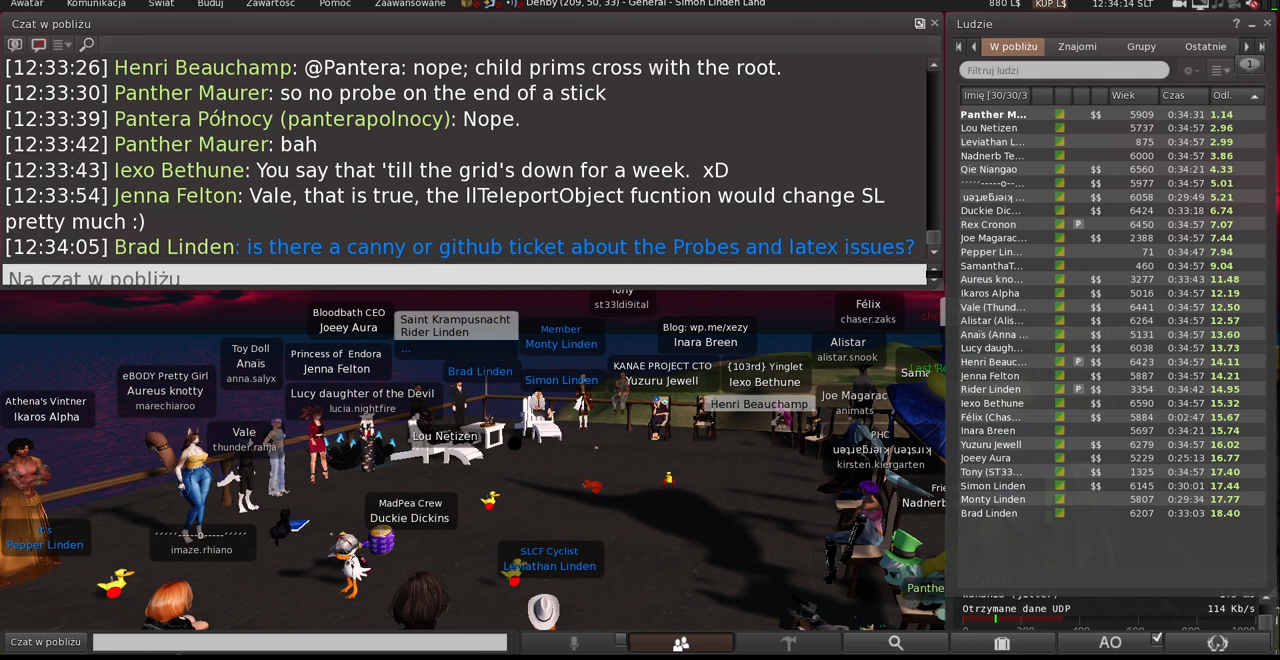 Awatar Komunikacja Świat Buduj Zawartość Pomoc Zaawansowane Denby (209, 50, 33) - General - Simon Linden Land 880 L$ KUP L$ 12:34:14 SLT
Czat w pobliżu
[12:33:26] Henri Beauchamp: @Pantera: nope; child prims cross with the root.
[12:33:30] Panther Maurer: so no probe on the end of a stick
[12:33:39] Pantera Północy (panterapolnocy): Nope.
[12:33:42] Panther Maurer: bah
[12:33:43] Iexo Bethune: You say that 'till the grid's down for a week.  xD
[12:33:54] Jenna Felton: Vale, that is true, the llTeleportObject fucntion would change SL
pretty much :)
[12:34:05] Brad Linden: is there a canny or github ticket about the Probes and latex issues?
Na czat w pobliżu
Tony
st33ldi9ital
Bloodbath CEO
Joeey Aura
Saint Krampusnacht
Rider Linden
...
Member
Monty Linden
Blog: wp.me/xezy
Inara Breen
Félix
chaser.zaks
Toy Doll
Anaïs
anna.salyx
Princess of Endora
Jenna Felton
Brad Linden
Simon Linden
KANAE PROJECT CTO
Yuzuru Jewell
{103rd} Yinglet
Iexo Bethune
Alistar
alistar.snook
eBODY Pretty Girl
Aureus knotty
marechiaroo
Lucy daughter of the Devil
lucia.nightfire
Henri Beauchamp
Joe Magarac
animats
Athena's Vintner
Ikaros Alpha
Vale
thunder.rahja
Lou Netizen
PHC
kirsten.kiergarten
MadPea Crew
Duckie Dickins
Nadnerb
It's
Pepper Linden
′′′′′-----o--′′′′′
imaze.rhiano
SLCF Cyclist
Leviathan Linden
Panthe
Czat w pobliżu
Ludzie
W pobliżu Znajomi Grupy Ostatnie
Filtruj ludzi 1
Imię [30/30/3 Wiek Czas Odl.
Panther M... $$ 5909 0:34:31 1.14
Lou Netizen 5737 0:34:57 2.96
Leviathan L... 875 0:34:57 2.99
Nadnerb Te... 6000 0:34:57 3.86
Qie Niangao $$ 6560 0:34:21 4.33
′′′′′-----o--... $$ 5977 0:34:57 5.01
$$ 6058 0:29:49 5.21
Duckie Dic... $$ 6424 0:33:18 6.74
Rex Cronon P 6450 0:34:57 7.07
Joe Magarac... $$ 2388 0:34:57 7.44
Pepper Lin... 71 0:34:47 7.94
SamanthaT... 460 0:34:57 9.04
Aureus kno... $$ 3277 0:33:43 11.48
Ikaros Alpha $$ 5016 0:34:57 12.19
Vale (Thund... $$ 6441 0:34:57 12.50
Alistar (Alis... $$ 6264 0:34:57 12.57
Anaïs (Anna ... $$ 5131 0:34:57 13.60
Lucy daugh... $$ 6038 0:34:57 13.73
Henri Beauc... P $$ 6423 0:34:57 14.11
Jenna Felton $$ 5887 0:34:57 14.21
Rider Linden P $$ 3354 0:34:42 14.95
Iexo Bethune $$ 6590 0:34:57 15.32
Félix (Chas... $$ 5884 0:02:47 15.67
Inara Breen 5697 0:34:21 15.74
Yuzuru Jewell $$ 6279 0:34:57 16.02
Joeey Aura $$ 5229 0:25:13 16.77
Tony (ST33... $$ 1325 0:34:57 17.40
Simon Linden $$ 6145 0:30:01 17.44
Monty Linden 5807 0:29:34 17.77
Brad Linden 6207 0:33:03 18.40
Otrzymane dane UDP 114 Kb/s
AO